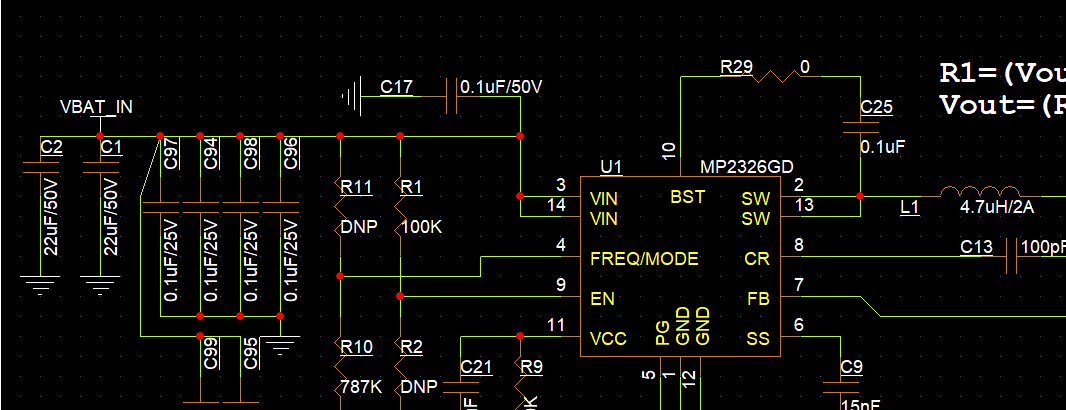 R29 0
R1=(Vou
C17 0.1uF/50V
Vout=(R
VBAT_IN
C25
0.1uF
C2 C1 C97 C94 C98 C96
10
U1 MP2326GD
22uF/50V 22uF/50V 0.1uF/25V 0.1uF/25V 0.1uF/25V 0.1uF/25V
R11 R1
DNP 100K
3 VIN BST SW 2
14 VIN SW 13
L1 4.7uH/2A
4 FREQ/MODE CR 8
C13 100pF
9 EN FB 7
11 VCC PG GND GND SS 6
C99 C95
R10 R2 C21 R9
787K DNP
5 1 12
C9
15nF